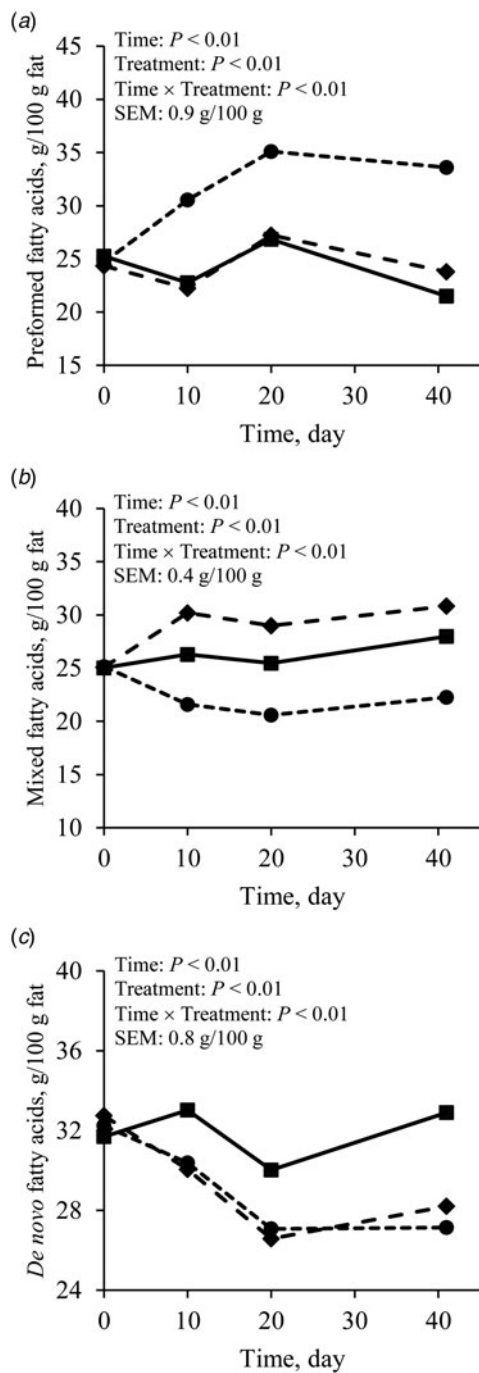 (a)
45
40
35
30
25
20
15
Preformed fatty acids, g/100 g fat
Time: P < 0.01
Treatment: P < 0.01
Time × Treatment: P < 0.01
SEM: 0.9 g/100 g
0 10 20 30 40
Time, day
(b)
40
35
30
25
20
15
10
Mixed fatty acids, g/100 g fat
Time: P < 0.01
Treatment: P < 0.01
Time × Treatment: P < 0.01
SEM: 0.4 g/100 g
0 10 20 30 40
Time, day
(c)
40
36
32
28
24
De novo fatty acids, g/100 g fat
Time: P < 0.01
Treatment: P < 0.01
Time × Treatment: P < 0.01
SEM: 0.8 g/100 g
0 10 20 30 40
Time, day